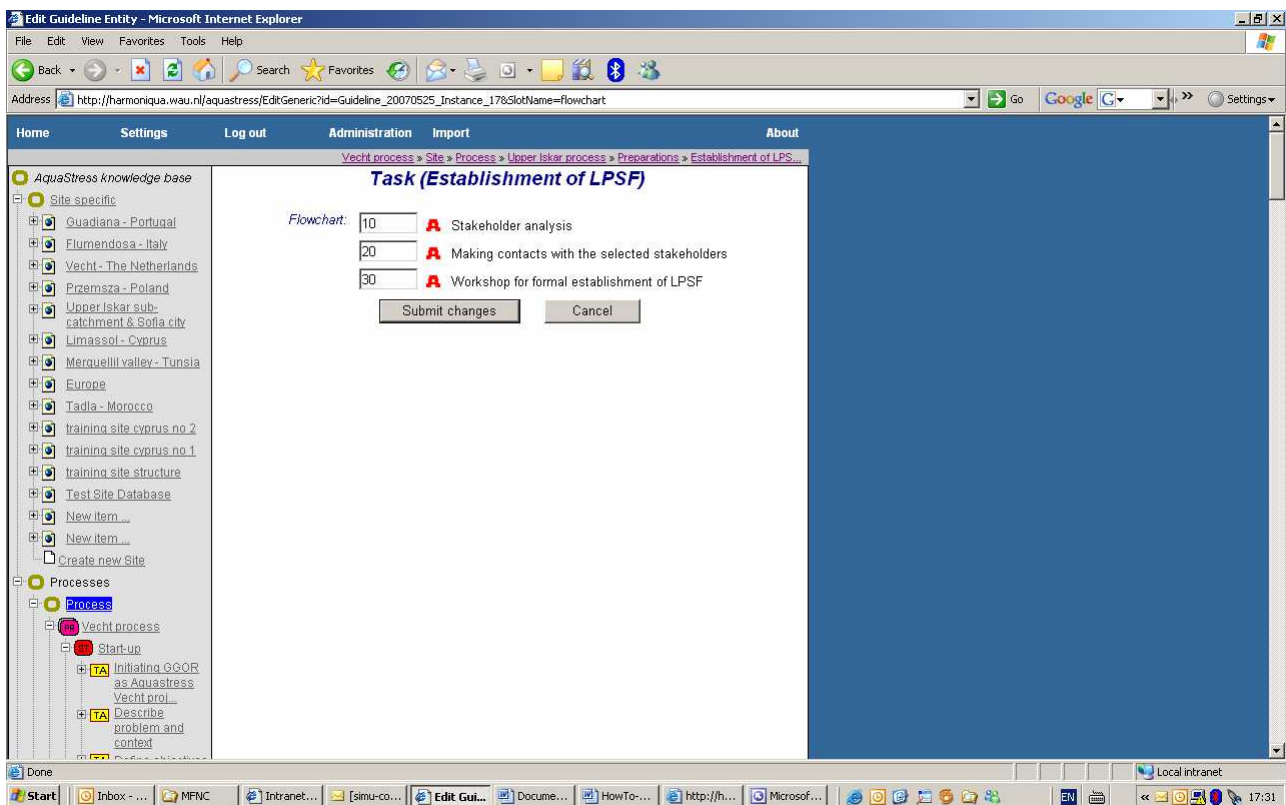 Edit Guideline Entity - Microsoft Internet Explorer
File Edit View Favorites Tools Help
Back Search Favorites
Address http://harmoniqua.wau.nl/aquastress/EditGeneric?id=Guideline_20070525_Instance_17&SlotName=flowchart Go Google G Settings
Home Settings Log out Administration Import About
Vecht process » Site » Process » Upper Iskar process » Preparations » Establishment of LPS...
AquaStress knowledge base
Task (Establishment of LPSF)
Site specific
Guadiana - Portugal
Flowchart: 10 A Stakeholder analysis
Flumendosa - Italy
20 A Making contacts with the selected stakeholders
Vecht - The Netherlands
30 A Workshop for formal establishment of LPSF
Przemsza - Poland
Submit changes Cancel
Upper Iskar sub-
catchment & Sofia city
Limassol - Cyprus
Merquellil valley - Tunsia
Europe
Tadla - Morocco
training site cyprus no 2
training site cyprus no 1
training site structure
Test Site Database
New item ...
New item ...
Create new Site
Processes
Process
PR Vecht process
ST Start-up
TA Initiating GGOR
as Aquastress
Vecht proj...
TA Describe
problem and
context
TA Define objectives
Done Local intranet
Start Inbox - ... MFNC Intranet... [simu-co... Edit Gui... Docume... HowTo-... http://h... Microsof... EN 17:31